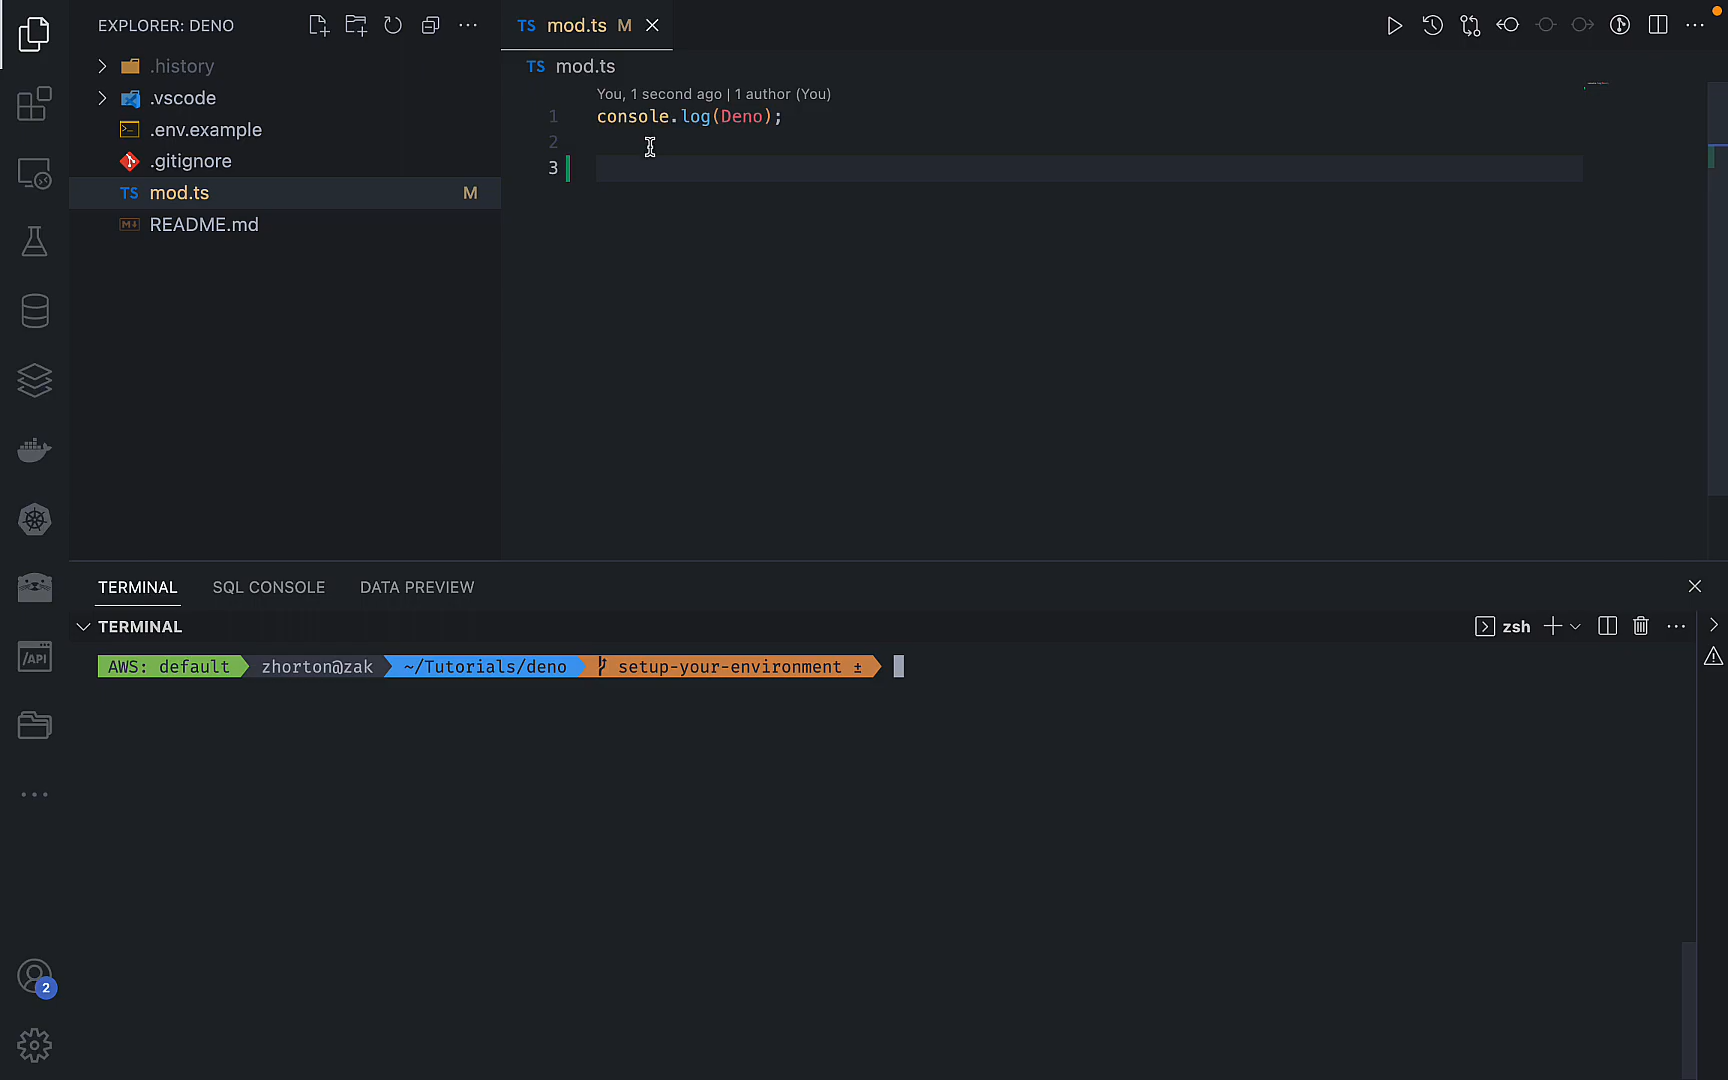 EXPLORER: DENO
.history
.vscode
.env.example
.gitignore
TS mod.ts M
README.md
TS mod.ts M
TS mod.ts
You, 1 second ago | 1 author (You)
1 console.log(Deno);
2
3
TERMINAL SQL CONSOLE DATA PREVIEW
TERMINAL
zsh
AWS: default zhorton@zak ~/Tutorials/deno setup-your-environment ±
/API
2